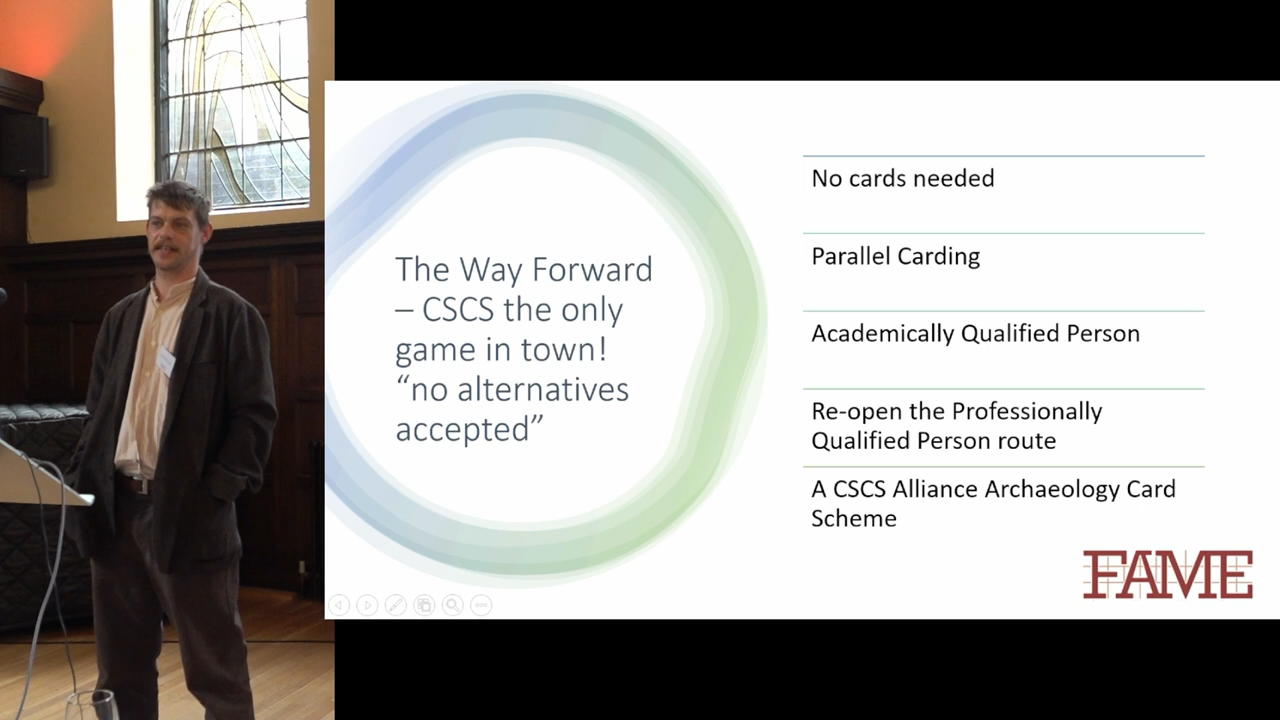 The Way Forward
– CSCS the only
game in town!
“no alternatives
accepted”
No cards needed
Parallel Carding
Academically Qualified Person
Re-open the Professionally
Qualified Person route
A CSCS Alliance Archaeology Card
Scheme
FAME